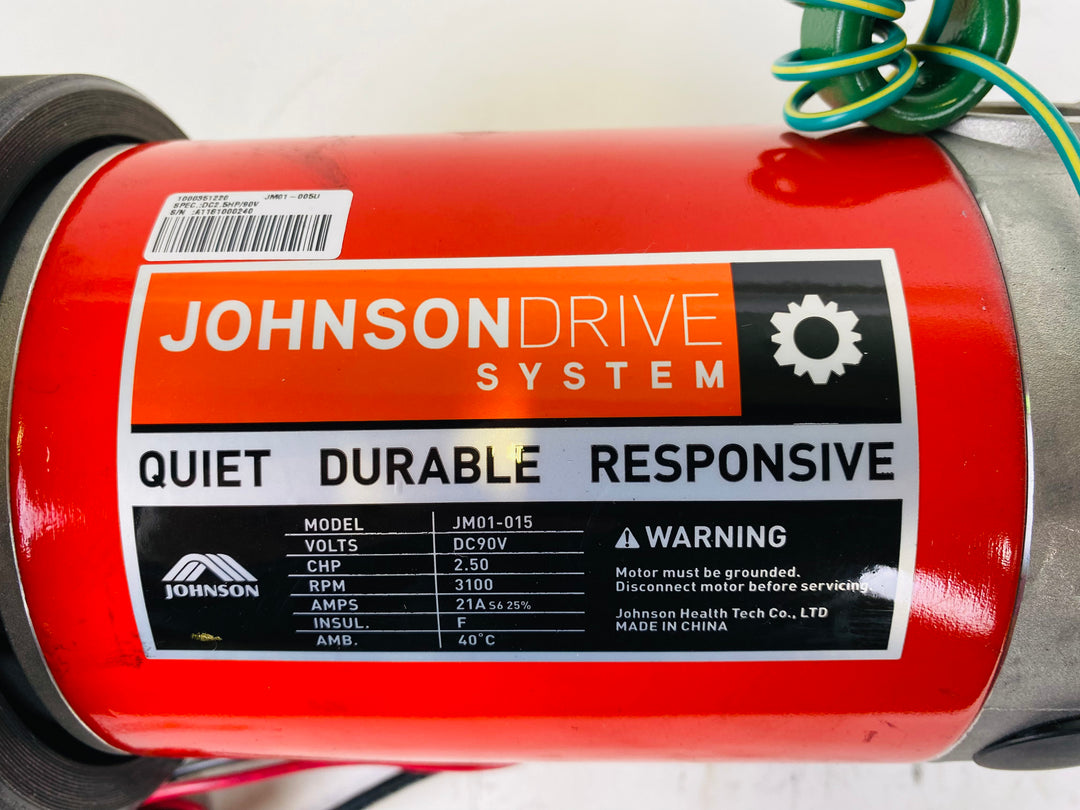 1000351220 JM01-005U
SPEC.:DC2.5HP/90V
S/N :A1161000240
JOHNSONDRIVE
SYSTEM
QUIET DURABLE RESPONSIVE
JOHNSON
MODEL JM01-015
VOLTS DC90V
CHP 2.50
RPM 3100
AMPS 21A S6 25%
INSUL. F
AMB. 40°C
WARNING
Motor must be grounded.
Disconnect motor before servicing
Johnson Health Tech Co., LTD
MADE IN CHINA